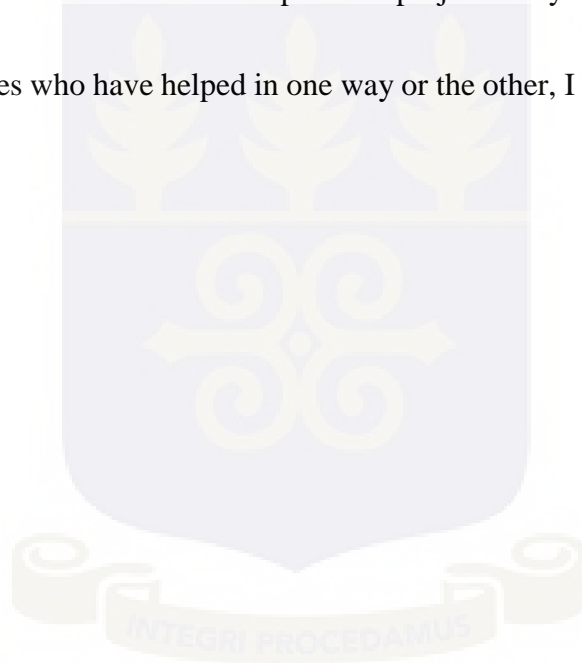 es who have helped in one way or the other, I
INTEGRI PROCEDAMUS